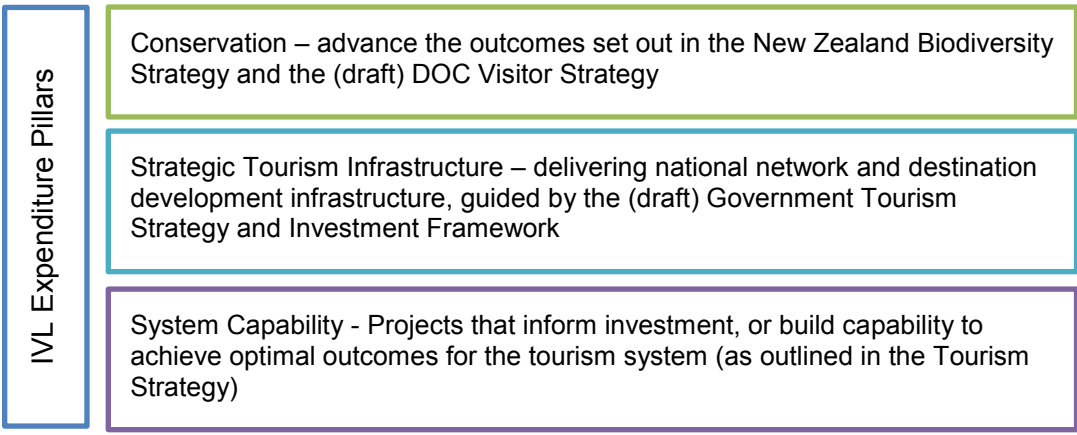 IVL Expenditure Pillars
Conservation – advance the outcomes set out in the New Zealand Biodiversity
Strategy and the (draft) DOC Visitor Strategy
Strategic Tourism Infrastructure – delivering national network and destination
development infrastructure, guided by the (draft) Government Tourism
Strategy and Investment Framework
System Capability - Projects that inform investment, or build capability to
achieve optimal outcomes for the tourism system (as outlined in the Tourism
Strategy)